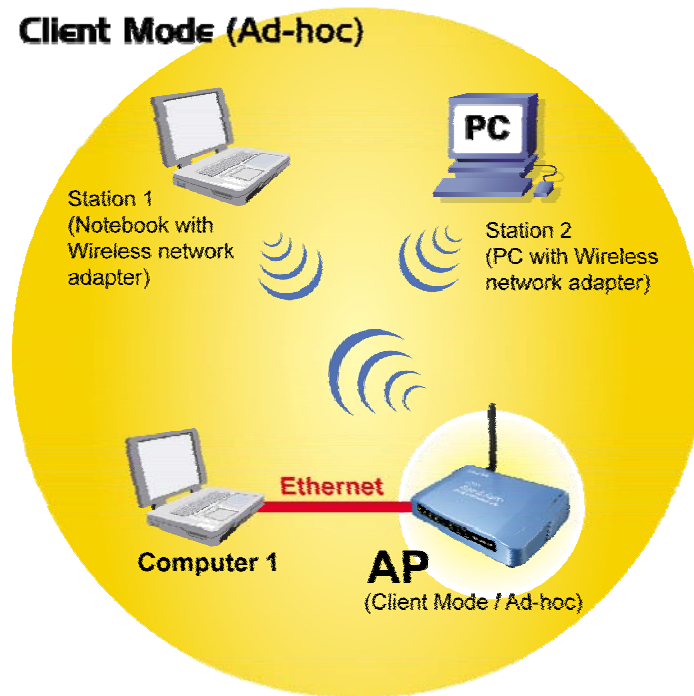 Client Mode (Ad-hoc)
PC
Station 1
(Notebook with
Wireless network
adapter)
Station 2
(PC with Wireless
network adapter)
Ethernet
Computer 1
AP
(Client Mode / Ad-hoc)